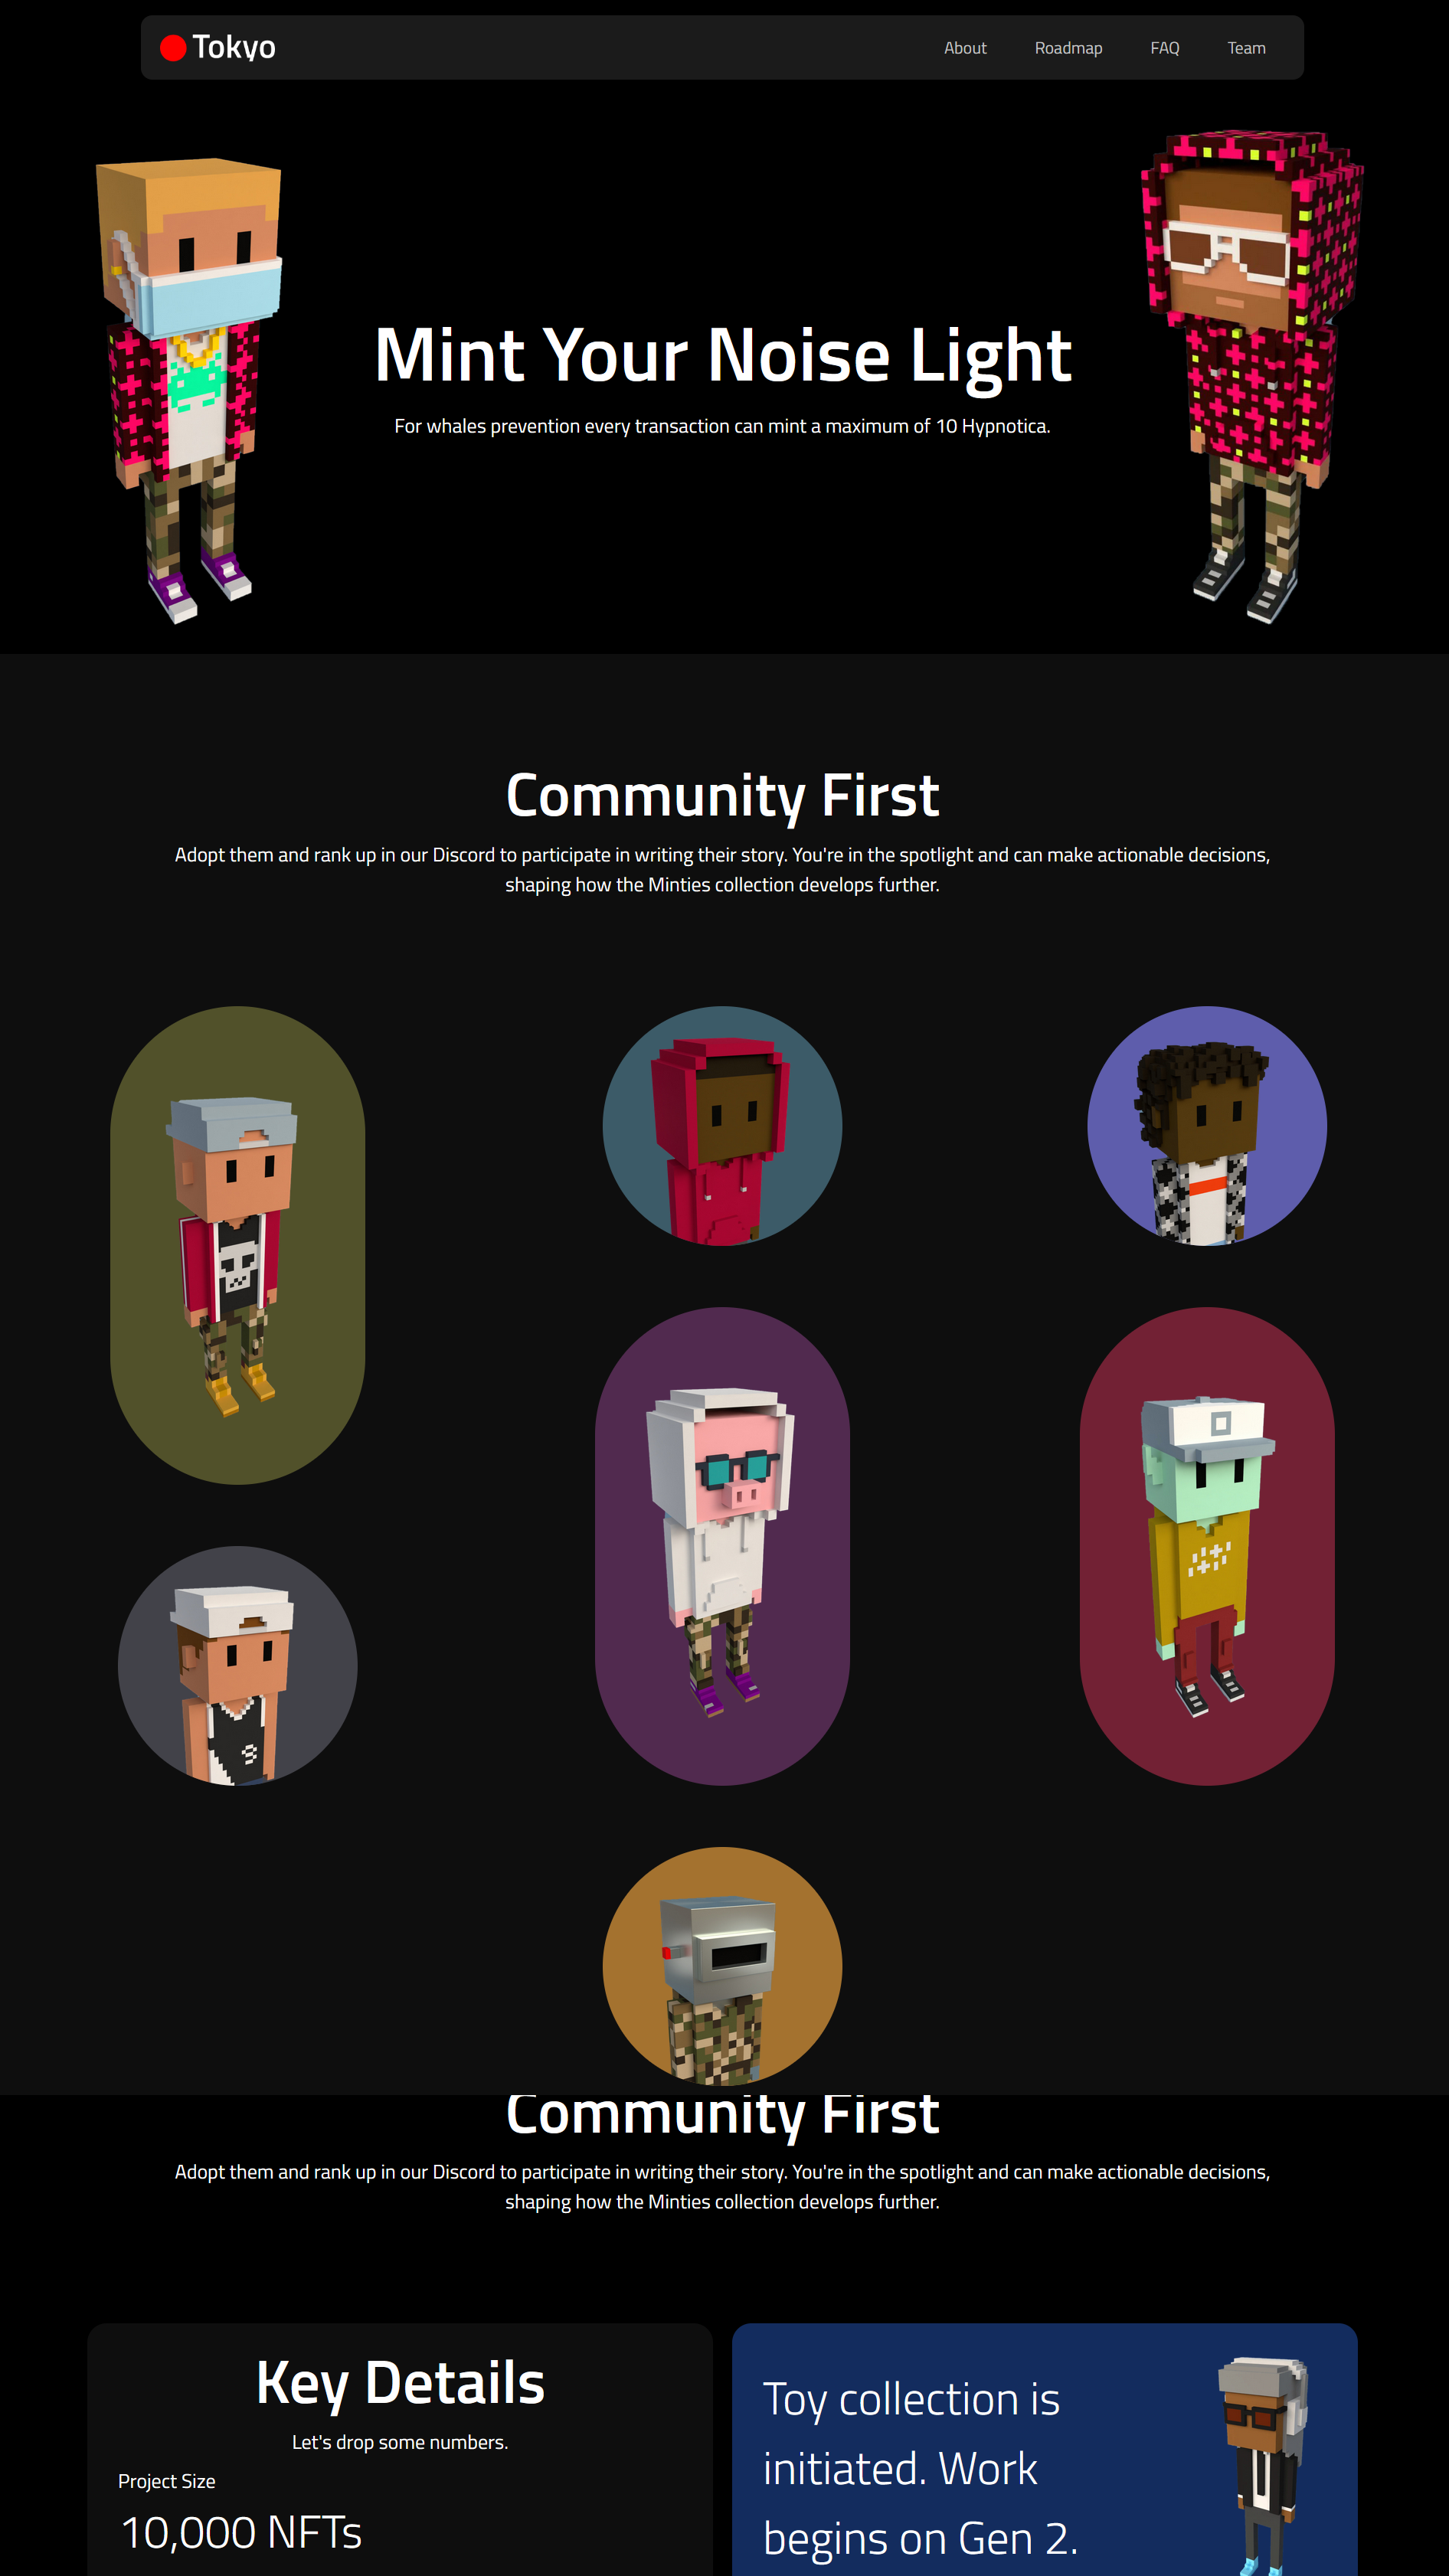 Tokyo
About
Roadmap
FAQ
Team
Mint Your Noise Light
For whales prevention every transaction can mint a maximum of 10 Hypnotica.
Community First
Adopt them and rank up in our Discord to participate in writing their story. You're in the spotlight and can make actionable decisions,
shaping how the Minties collection develops further.
Community First
Adopt them and rank up in our Discord to participate in writing their story. You're in the spotlight and can make actionable decisions,
shaping how the Minties collection develops further.
Key Details
Let's drop some numbers.
Project Size
10,000 NFTs
Toy collection is
initiated. Work
begins on Gen 2.